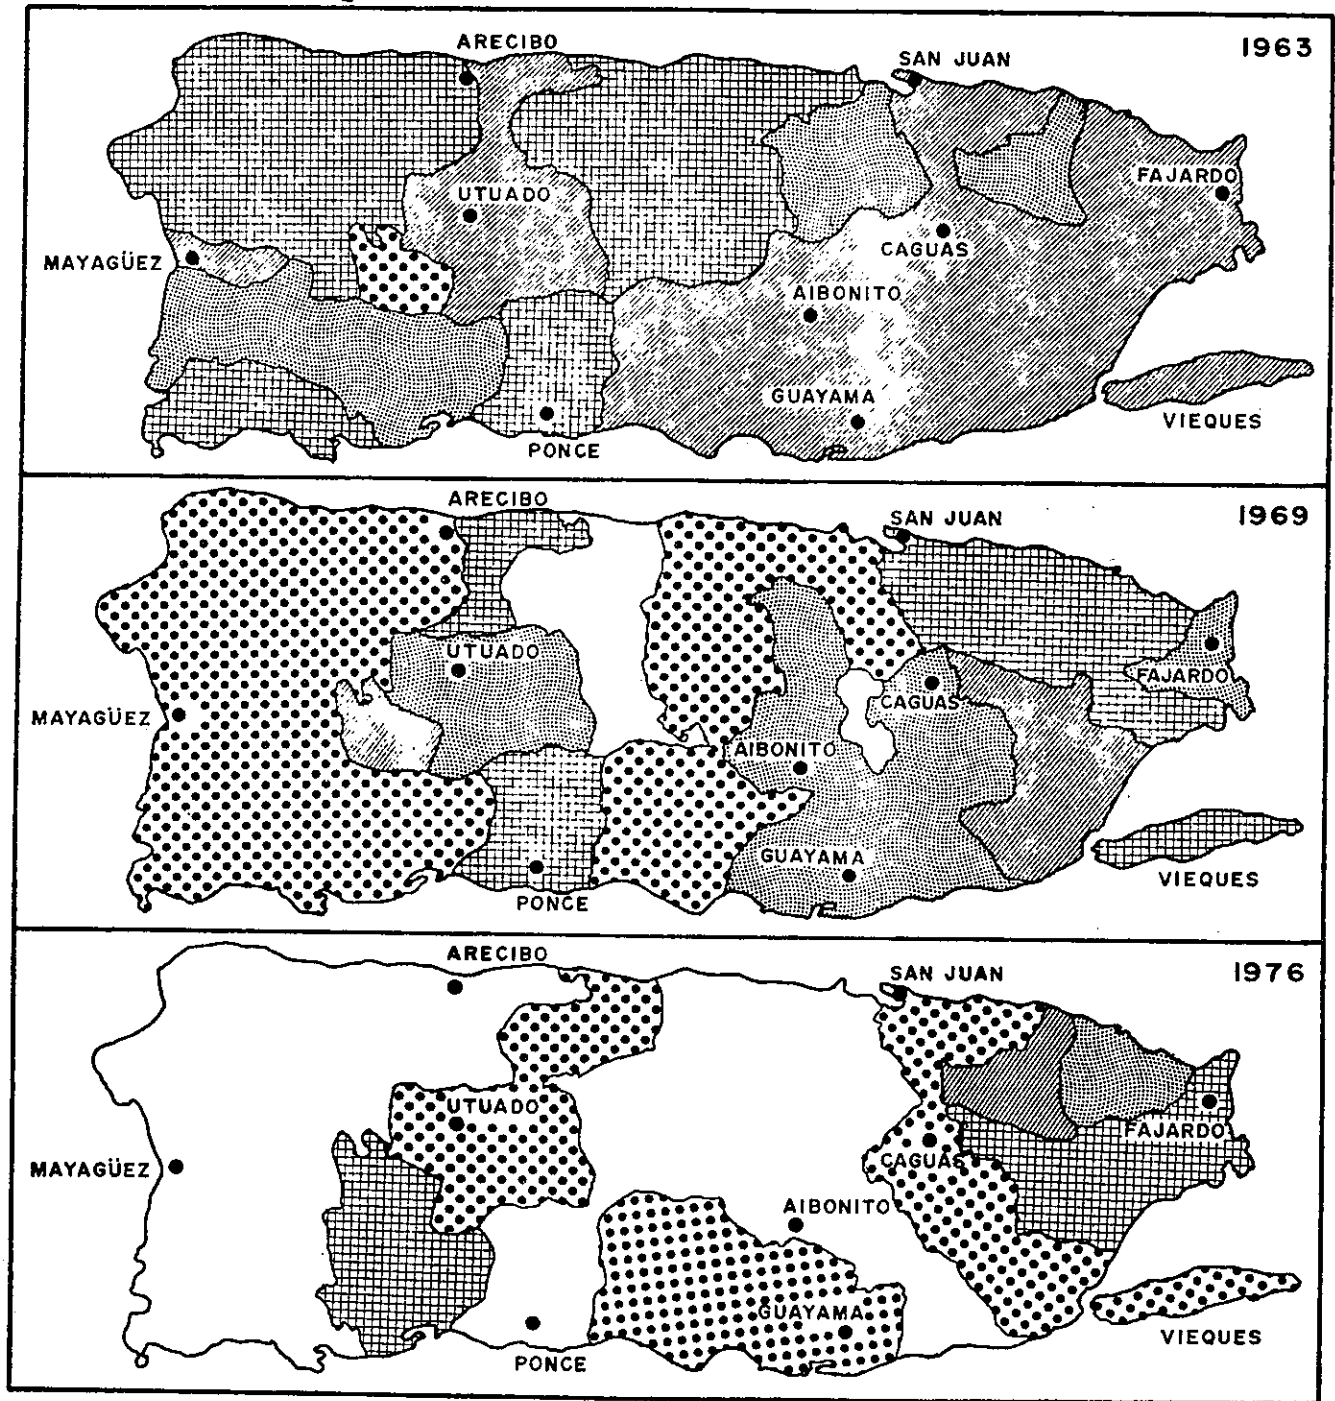 1963
ARECIBO
SAN JUAN
UTUADO
FAJARDO
MAYAGÜEZ
CAGUAS
AIBONITO
GUAYAMA
PONCE
VIEQUES
1969
ARECIBO
SAN JUAN
UTUADO
FAJARDO
CAGUAS
MAYAGÜEZ
AIBONITO
GUAYAMA
PONCE
VIEQUES
1976
ARECIBO
SAN JUAN
UTUADO
FAJARDO
CAGUAS
MAYAGÜEZ
AIBONITO
GUAYAMA
PONCE
VIEQUES